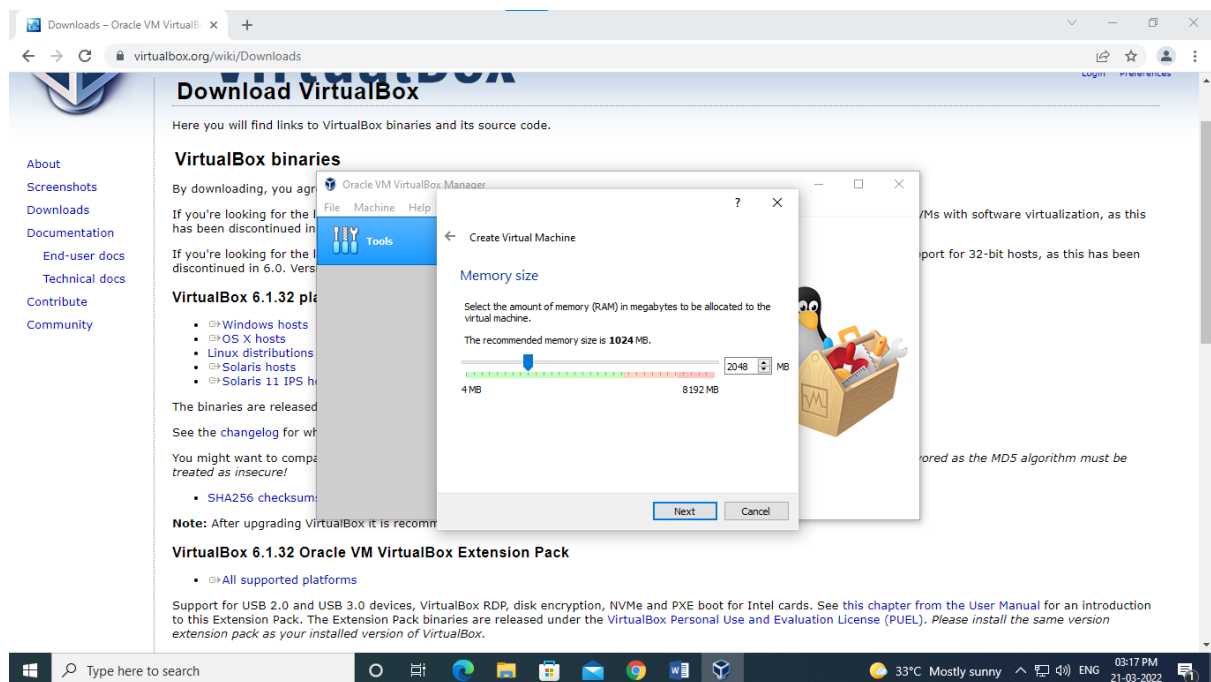 Downloads – Oracle VM VirtualB
virtualbox.org/wiki/Downloads
VirtualBox
Login Preferences
Download VirtualBox
Here you will find links to VirtualBox binaries and its source code.
About
Screenshots
Downloads
Documentation
End-user docs
Technical docs
Contribute
Community
VirtualBox binaries
By downloading, you agr
If you're looking for the l /Ms with software virtualization, as this
has been discontinued in
If you're looking for the l port for 32-bit hosts, as this has been
discontinued in 6.0. Vers
VirtualBox 6.1.32 pla
• Windows hosts
• OS X hosts
• Linux distributions
• Solaris hosts
• Solaris 11 IPS h
The binaries are released
See the changelog for wh
You might want to compa vored as the MD5 algorithm must be
treated as insecure!
• SHA256 checksum
Note: After upgrading VirtualBox it is recomm
VirtualBox 6.1.32 Oracle VM VirtualBox Extension Pack
• All supported platforms
Support for USB 2.0 and USB 3.0 devices, VirtualBox RDP, disk encryption, NVMe and PXE boot for Intel cards. See this chapter from the User Manual for an introduction
to this Extension Pack. The Extension Pack binaries are released under the VirtualBox Personal Use and Evaluation License (PUEL). Please install the same version
extension pack as your installed version of VirtualBox.
Oracle VM VirtualBox Manager
File Machine Help
Tools
? 
Create Virtual Machine
Memory size
Select the amount of memory (RAM) in megabytes to be allocated to the
virtual machine.
The recommended memory size is 1024 MB.
2048 MB
4 MB 8192 MB
Next Cancel
Type here to search
33°C Mostly sunny ENG 03:17 PM
21-03-2022
1